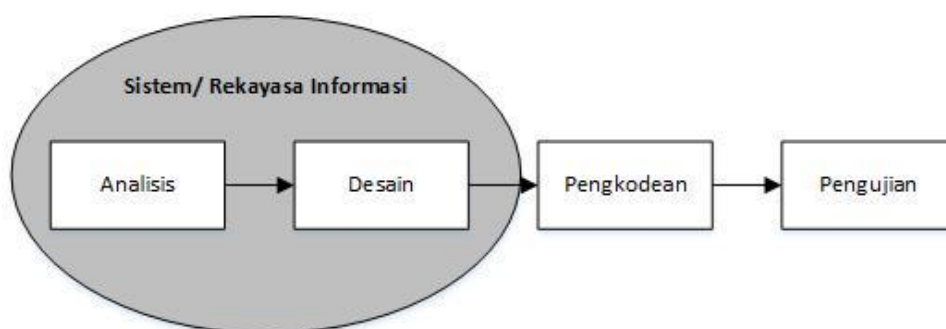 Sistem/ Rekayasa Informasi
Analisis
Desain
Pengkodean
Pengujian